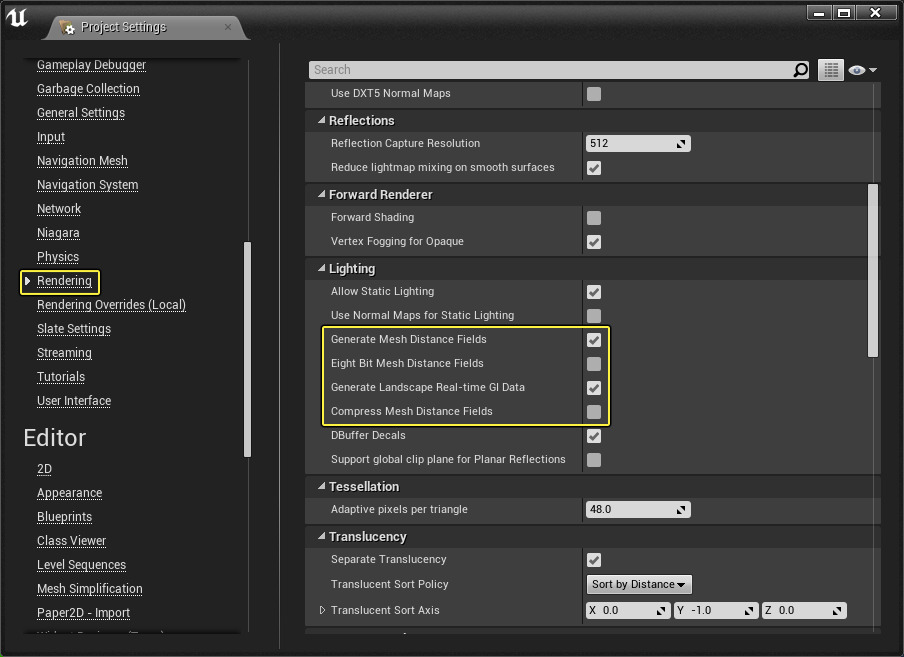 Project Settings
Gameplay Debugger
Garbage Collection
General Settings
Input
Navigation Mesh
Navigation System
Network
Niagara
Physics
Rendering
Rendering Overrides (Local)
Slate Settings
Streaming
Tutorials
User Interface
Editor
2D
Appearance
Blueprints
Class Viewer
Level Sequences
Mesh Simplification
Paper2D - Import
Search
Use DXT5 Normal Maps
Reflections
Reflection Capture Resolution 512
Reduce lightmap mixing on smooth surfaces
Forward Renderer
Forward Shading
Vertex Fogging for Opaque
Lighting
Allow Static Lighting
Use Normal Maps for Static Lighting
Generate Mesh Distance Fields
Eight Bit Mesh Distance Fields
Generate Landscape Real-time GI Data
Compress Mesh Distance Fields
DBuffer Decals
Support global clip plane for Planar Reflections
Tessellation
Adaptive pixels per triangle 48.0
Translucency
Separate Translucency
Translucent Sort Policy Sort by Distance
Translucent Sort Axis X 0.0 Y -1.0 Z 0.0